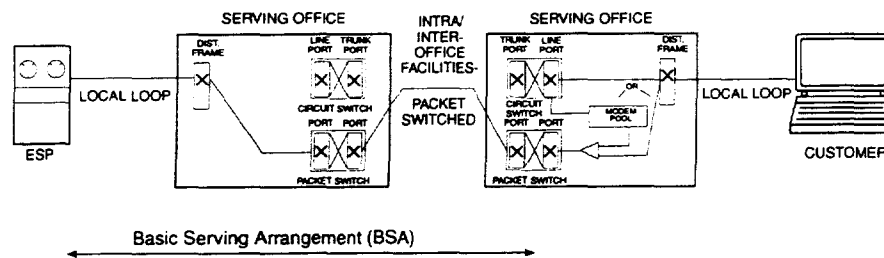 SERVING OFFICE
DIST.
FRAME
LINE
PORT
TRUNK
PORT
CIRCUIT SWITCH
PORT
PORT
PACKET SWITCH
LOCAL LOOP
ESP
INTRA/
INTER-
OFFICE
FACILITIES-
PACKET
SWITCHED
SERVING OFFICE
TRUNK
PORT
LINE
PORT
DIST.
FRAME
OR
CIRCUIT
SWITCH
MODEM
POOL
PORT
PORT
PACKET SWITCH
LOCAL LOOP
CUSTOMER
Basic Serving Arrangement (BSA)